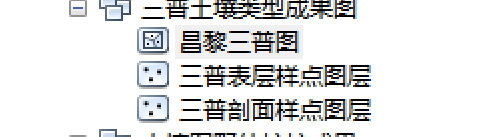 三普土壤类型成果图
昌黎三普图
三普表层样点图层
三普剖面样点图层